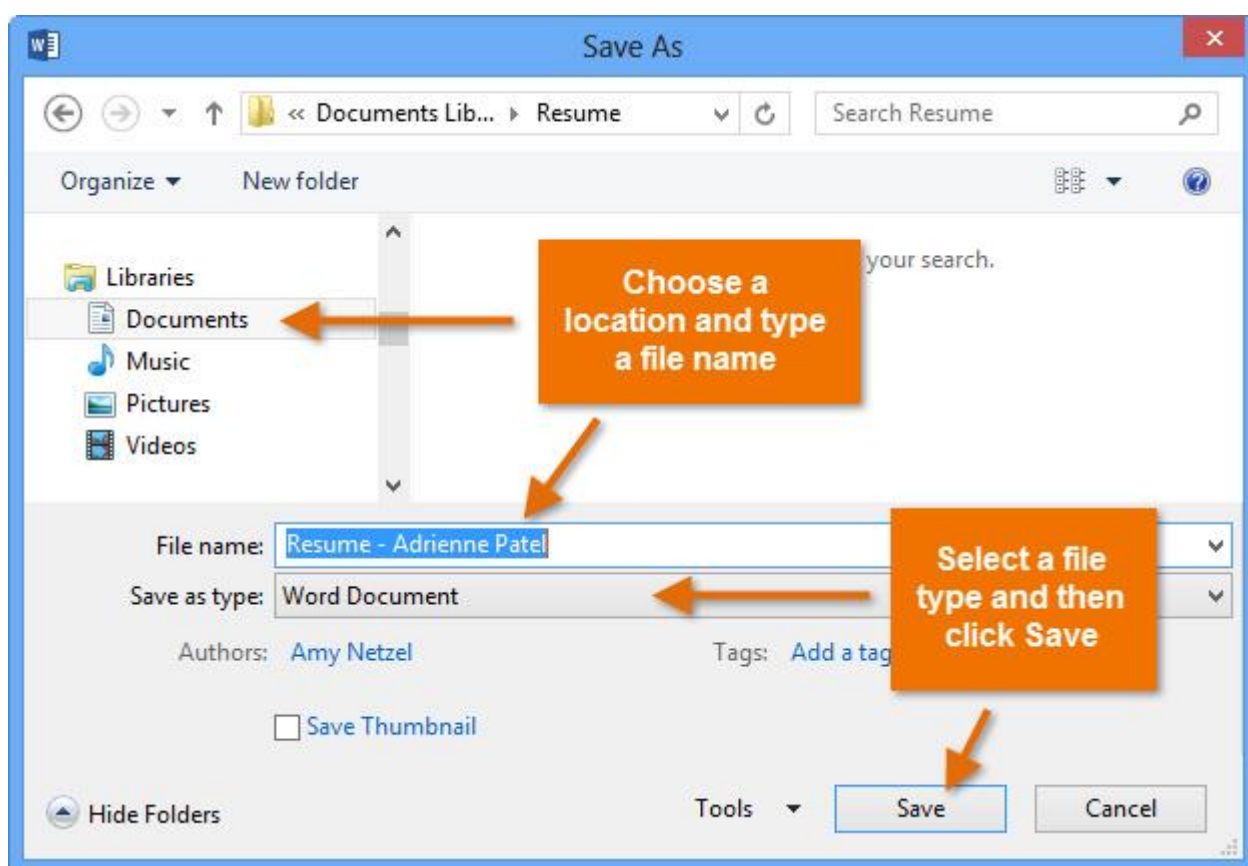 Save As
« Documents Lib... Resume
Search Resume
Organize
New folder
Libraries
Documents
Music
Pictures
Videos
your search.
Choose a
location and type
a file name
File name: Resume - Adrienne Patel
Save as type: Word Document
Select a file
type and then
click Save
Authors: Amy Netzel
Tags: Add a tag
Save Thumbnail
Hide Folders
Tools
Save
Cancel